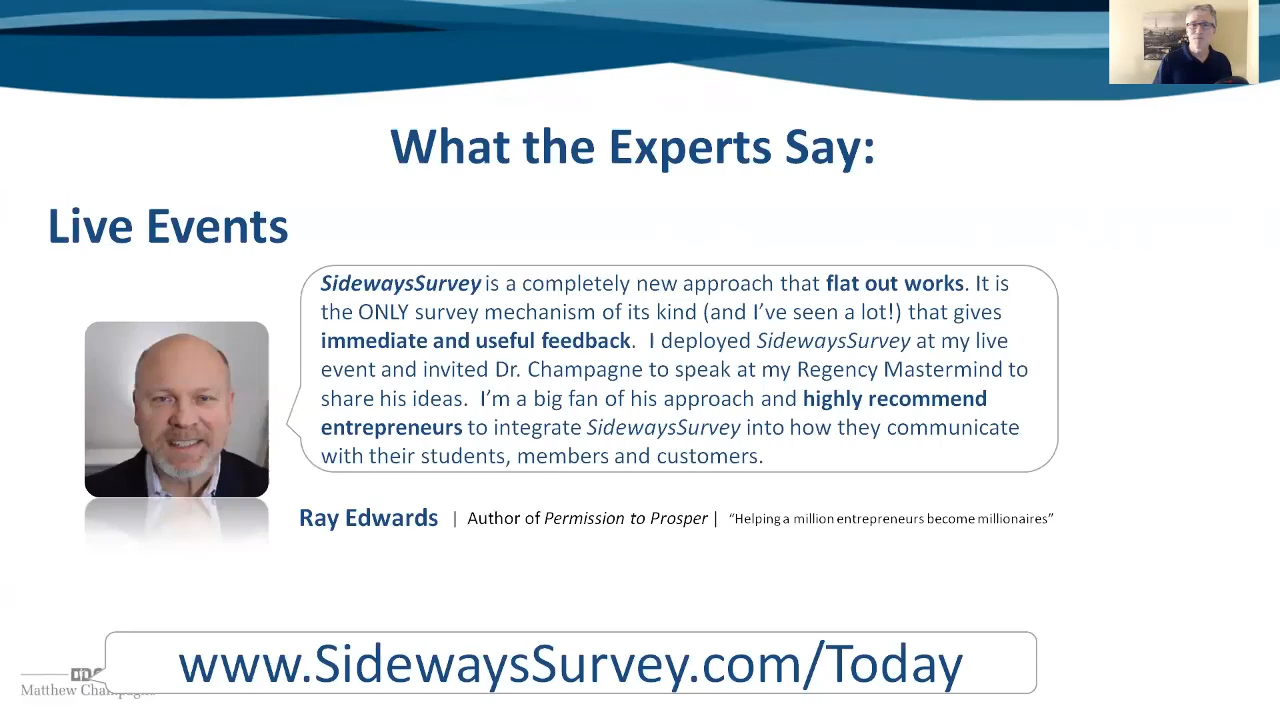 What the Experts Say:
Live Events
SidewaysSurvey is a completely new approach that flat out works. It is
the ONLY survey mechanism of its kind (and I've seen a lot!) that gives
immediate and useful feedback. I deployed SidewaysSurvey at my live
event and invited Dr. Champagne to speak at my Regency Mastermind to
share his ideas. I'm a big fan of his approach and highly recommend
entrepreneurs to integrate SidewaysSurvey into how they communicate
with their students, members and customers.
Ray Edwards | Author of Permission to Prosper | “Helping a million entrepreneurs become millionaires”
www.SidewaysSurvey.com/Today
Matthew Champagne